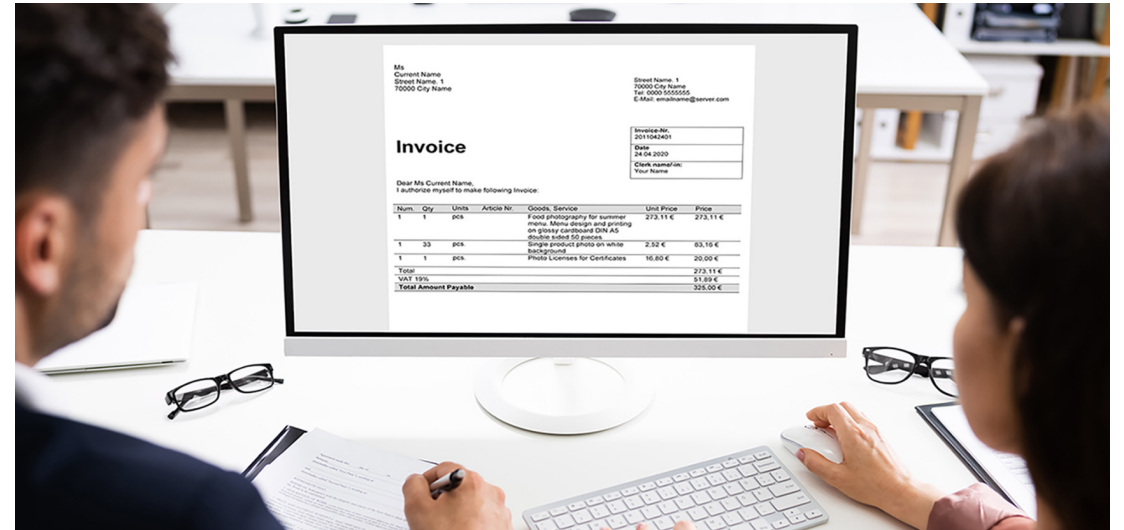 Ms
Current Name
Street Name. 1
70000 City Name
Street Name. 1
70000 City Name
Tel: 0000 5555555
E-Mail: emailname@server.com
Invoice-Nr.
2011042401
Date
24.04.2020
Clerk name/-in:
Your Name
Invoice
Dear Ms Current Name,
I authorize myself to make following Invoice:
Num. Qty Units Article Nr. Goods, Service Unit Price Price
1 1 pcs Food photography for summer 273,11 € 273,11 €
menu. Menu design and printing
on glossy cardboard DIN A5
double sided 50 pieces
1 33 pcs. Single product photo on white 2,52 € 83,16 €
background
1 1 pcs. Photo Licenses for Certificates 16,80 € 20,00 €
Total 273,11 €
VAT 19% 51,89 €
Total Amount Payable 325,00 €